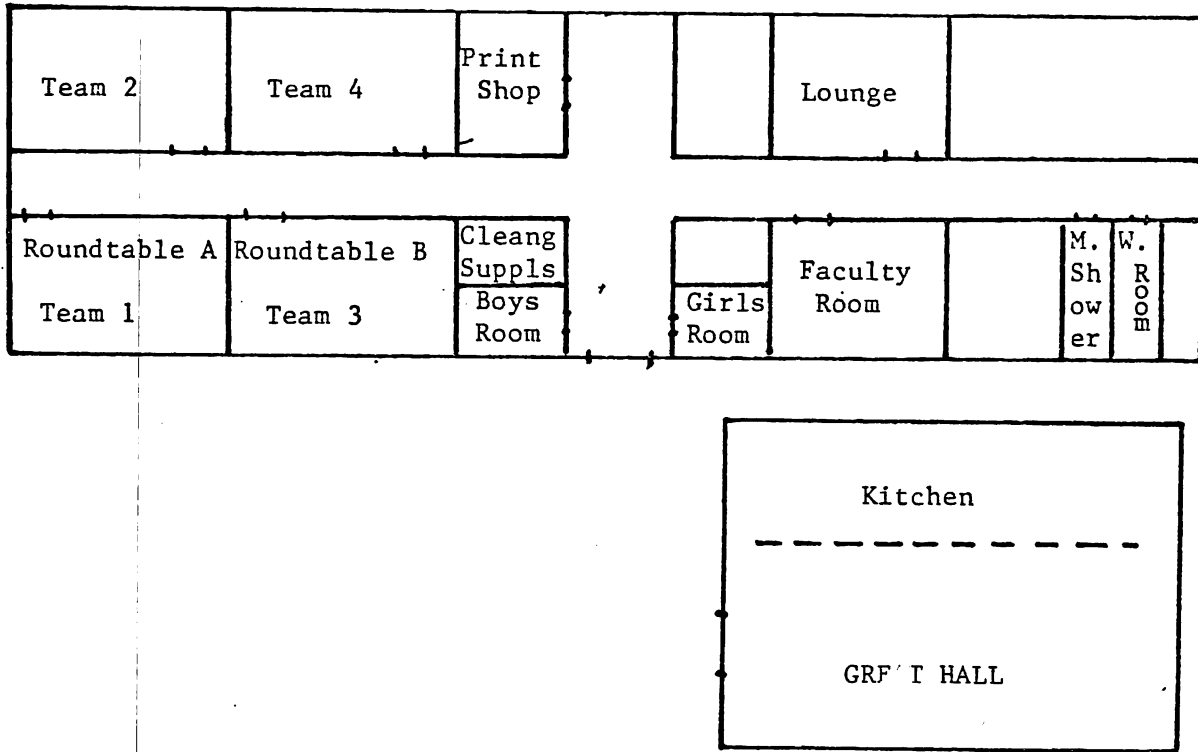 Team 2
Team 4
Print
Shop
Lounge
Roundtable A
Team 1
Roundtable B
Team 3
Cleang
Suppls
Boys
Room
Girls
Room
Faculty
Room
M.
Sh
ow
er
W.
Room
Kitchen
HALL